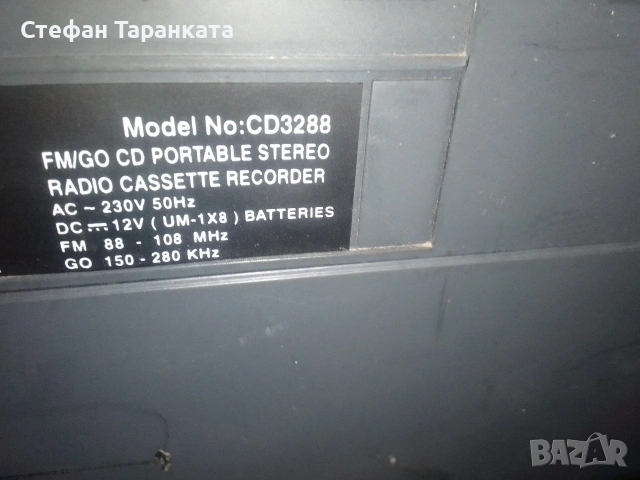 Стефан Таранката
Model No:CD3288
FM/GO CD PORTABLE STEREO
RADIO CASSETTE RECORDER
AC ~ 230V 50Hz
DC ⎓ 12V ( UM-1X8 ) BATTERIES
FM 88 - 108 MHz
GO 150 - 280 KHz
BAZAR